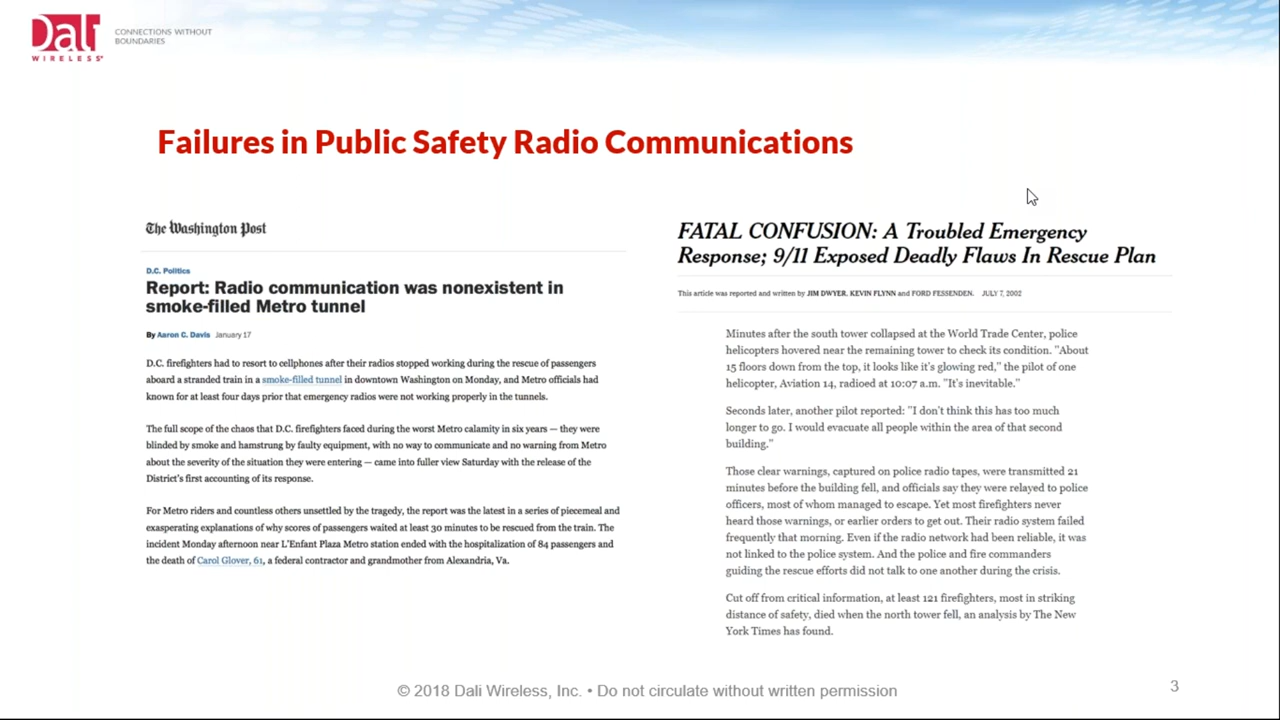 Dali
WIRELESS
CONNECTIONS WITHOUT
BOUNDARIES
Failures in Public Safety Radio Communications
The Washington Post
D.C. Politics
Report: Radio communication was nonexistent in
smoke-filled Metro tunnel
By Aaron C. Davis January 17
D.C. firefighters had to resort to cellphones after their radios stopped working during the rescue of passengers
aboard a stranded train in a smoke-filled tunnel in downtown Washington on Monday, and Metro officials had
known for at least four days prior that emergency radios were not working properly in the tunnels.
The full scope of the chaos that D.C. firefighters faced during the worst Metro calamity in six years — they were
blinded by smoke and hamstrung by faulty equipment, with no way to communicate and no warning from Metro
about the severity of the situation they were entering — came into fuller view Saturday with the release of the
District's first accounting of its response.
For Metro riders and countless others unsettled by the tragedy, the report was the latest in a series of piecemeal and
exasperating explanations of why scores of passengers waited at least 30 minutes to be rescued from the train. The
incident Monday afternoon near L'Enfant Plaza Metro station ended with the hospitalization of 84 passengers and
the death of Carol Glover, 61, a federal contractor and grandmother from Alexandria, Va.
FATAL CONFUSION: A Troubled Emergency
Response; 9/11 Exposed Deadly Flaws In Rescue Plan
This article was reported and written by JIM DWYER, KEVIN FLYNN and FORD FESSENDEN. JULY 7, 2002
Minutes after the south tower collapsed at the World Trade Center, police
helicopters hovered near the remaining tower to check its condition. "About
15 floors down from the top, it looks like it's glowing red," the pilot of one
helicopter, Aviation 14, radioed at 10:07 a.m. "It's inevitable."
Seconds later, another pilot reported: "I don't think this has too much
longer to go. I would evacuate all people within the area of that second
building."
Those clear warnings, captured on police radio tapes, were transmitted 21
minutes before the building fell, and officials say they were relayed to police
officers, most of whom managed to escape. Yet most firefighters never
heard those warnings, or earlier orders to get out. Their radio system failed
frequently that morning. Even if the radio network had been reliable, it was
not linked to the police system. And the police and fire commanders
guiding the rescue efforts did not talk to one another during the crisis.
Cut off from critical information, at least 121 firefighters, most in striking
distance of safety, died when the north tower fell, an analysis by The New
York Times has found.
© 2018 Dali Wireless, Inc. • Do not circulate without written permission
3